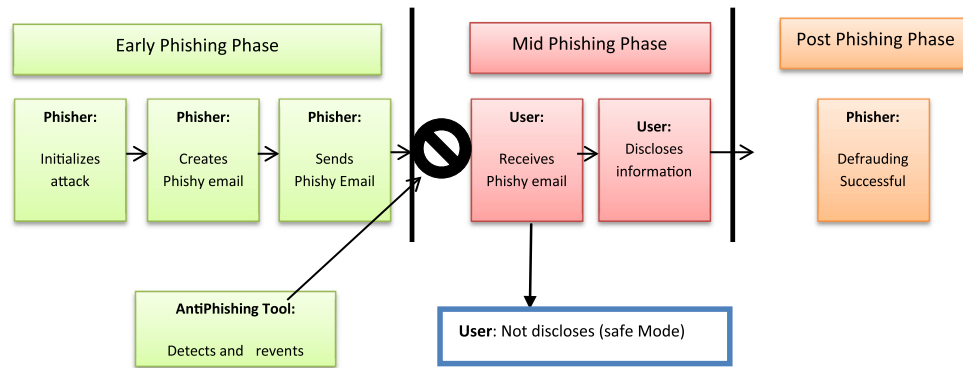 Early Phishing Phase
Mid Phishing Phase
Post Phishing Phase
Phisher:
Initializes
attack
Phisher:
Creates
Phishy email
Phisher:
Sends
Phishy Email
User:
Receives
Phishy email
User:
Discloses
information
Phisher:
Defrauding
Successful
AntiPhishing Tool:
Detects and revents
User: Not discloses (safe Mode)